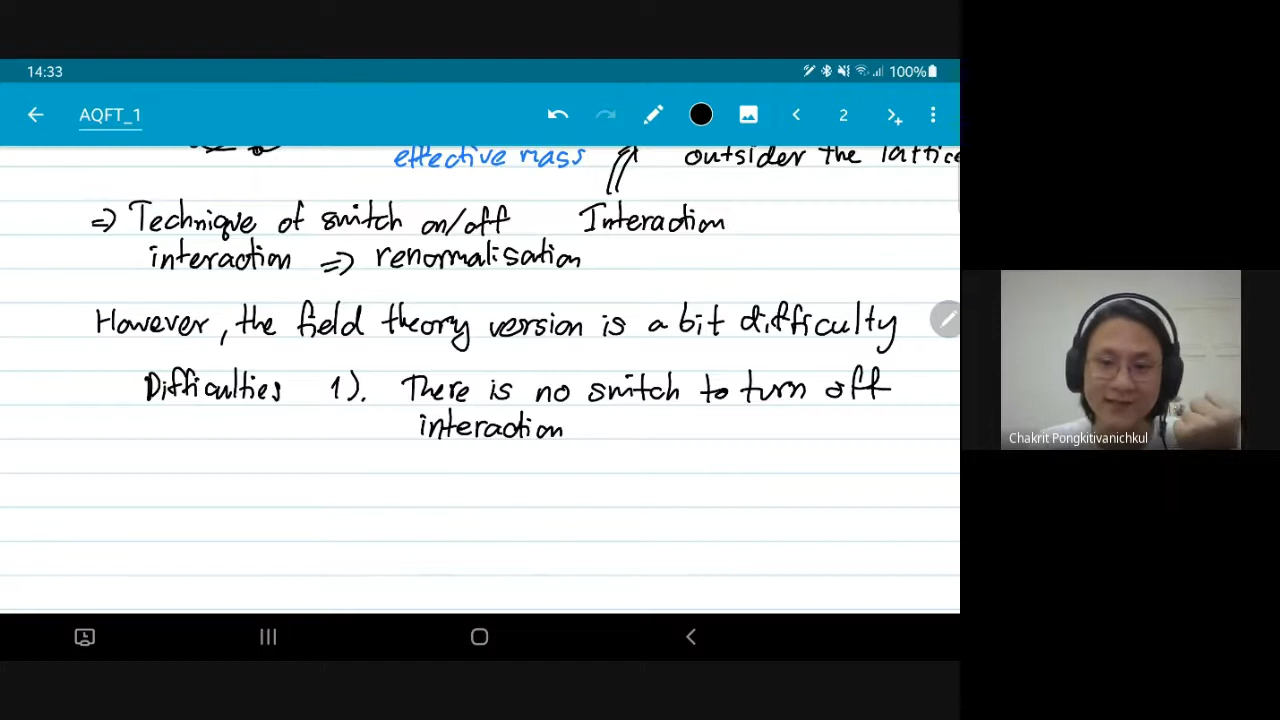 14:33 100%
AQFT_1 2
effective mass outsider the lattice
=> Technique of switch on/off Interaction
interaction => renormalisation
However, the field theory version is a bit difficulty
Difficulties 1). There is no switch to turn off
interaction
Chakrit Pongkitivanichkul